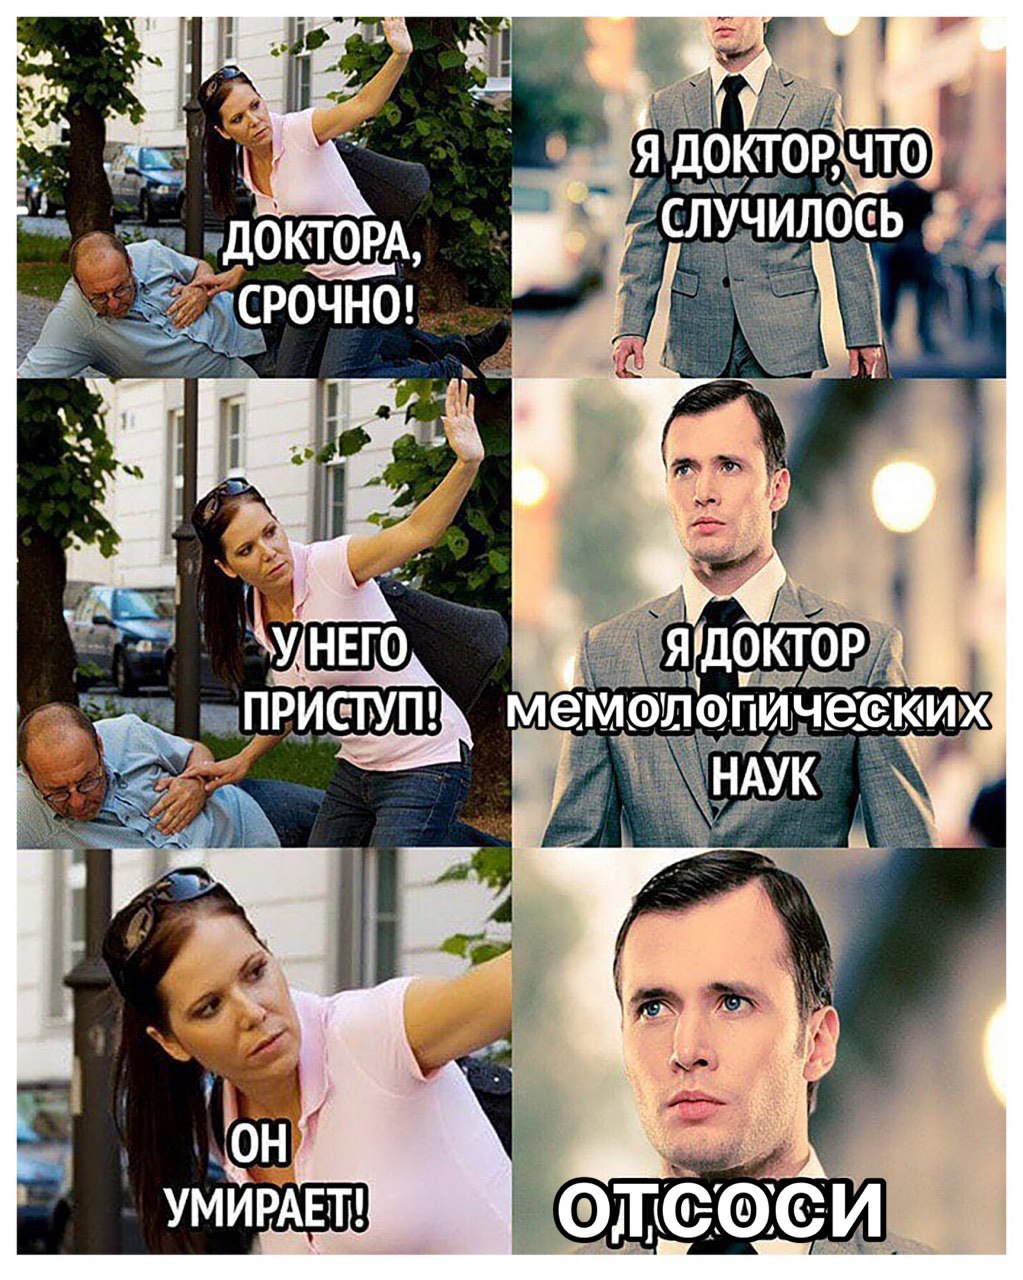 ДОКТОРА,
СРОЧНО!
Я ДОКТОР, ЧТО
СЛУЧИЛОСЬ
У НЕГО
ПРИСТУП!
Я ДОКТОР
мемологических
НАУК
ОН
УМИРАЕТ!
отсоси